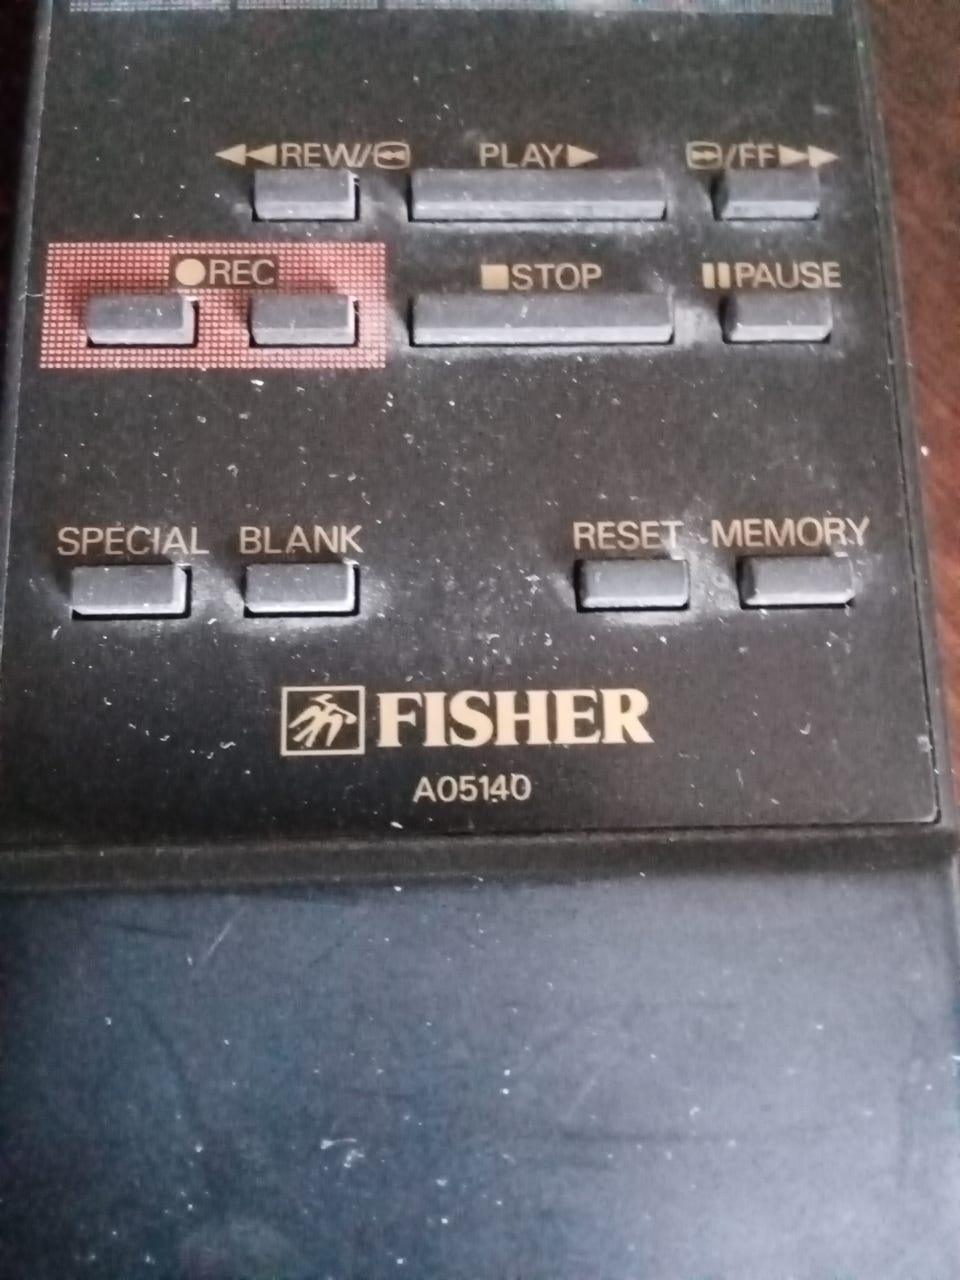 ◀◀REW/ PLAY▶ /FF▶▶
●REC ■STOP ❚❚PAUSE
SPECIAL BLANK RESET MEMORY
FISHER
A05140